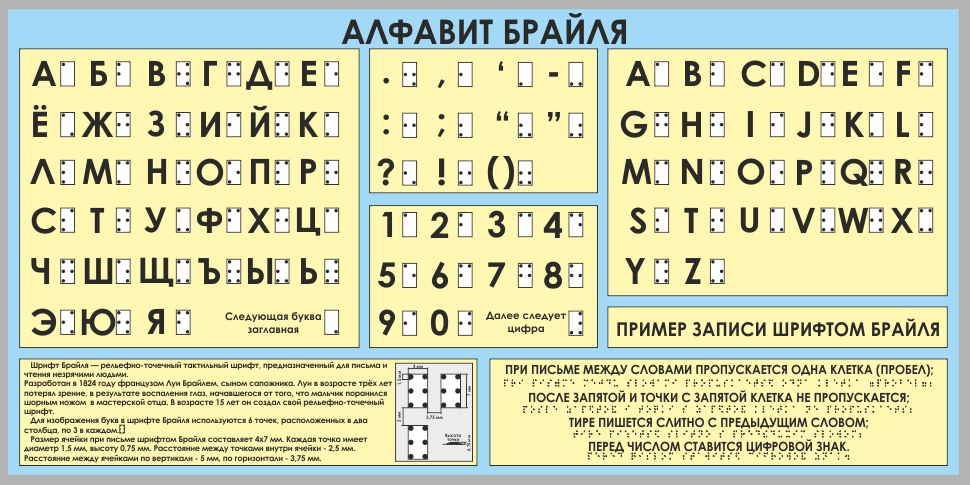 АЛФАВИТ БРАЙЛЯ
А Б В Г Д Е
Ё Ж З И Й К
Л М Н О П Р
С Т У Ф Х Ц
Ч Ш Щ Ъ Ы Ь
Э Ю Я Следующая буква
заглавная
. , ‘ -
: ; “ ”
? ! ()
1 2 3 4
5 6 7 8
9 0 Далее следует
цифра
A B C D E F
G H I J K L
M N O P Q R
S T U V W X
Y Z
ПРИМЕР ЗАПИСИ ШРИФТОМ БРАЙЛЯ
Шрифт Брайля — рельефно-точечный тактильный шрифт, предназначенный для письма и
чтения незрячими людьми.
Разработан в 1824 году французом Луи Брайлем, сыном сапожника. Луи в возрасте трёх лет
потерял зрение, в результате воспаления глаз, начавшегося от того, что мальчик поранился
шорным ножом в мастерской отца. В возрасте 15 лет он создал свой рельефно-точечный
шрифт.
Для изображения букв в шрифте Брайля используются 6 точек, расположенных в два
столбца, по 3 в каждом.
Размер ячейки при письме шрифтом Брайля составляет 4х7 мм. Каждая точка имеет
диаметр 1,5 мм, высоту 0,75 мм. Расстояние между точками внутри ячейки - 2,5 мм.
Расстояние между ячейками по вертикали - 5 мм, по горизонтали - 3,75 мм.
3,75 мм
5 мм
Высота
точки
ПРИ ПИСЬМЕ МЕЖДУ СЛОВАМИ ПРОПУСКАЕТСЯ ОДНА КЛЕТКА (ПРОБЕЛ);
ПОСЛЕ ЗАПЯТОЙ И ТОЧКИ С ЗАПЯТОЙ КЛЕТКА НЕ ПРОПУСКАЕТСЯ;
ТИРЕ ПИШЕТСЯ СЛИТНО С ПРЕДЫДУЩИМ СЛОВОМ;
ПЕРЕД ЧИСЛОМ СТАВИТСЯ ЦИФРОВОЙ ЗНАК.